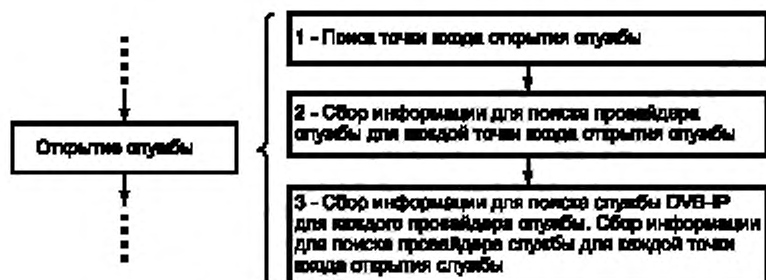 1 - Поиск точки входа открытия службы
Открытие службы
2 - Сбор информации для поиска провайдера
службы для каждой точки входа открытия службы
3 - Сбор информации для поиска службы DVB-IP
для каждого провайдера службы. Сбор информации
для поиска провайдера службы для каждой точки
входа открытия службы